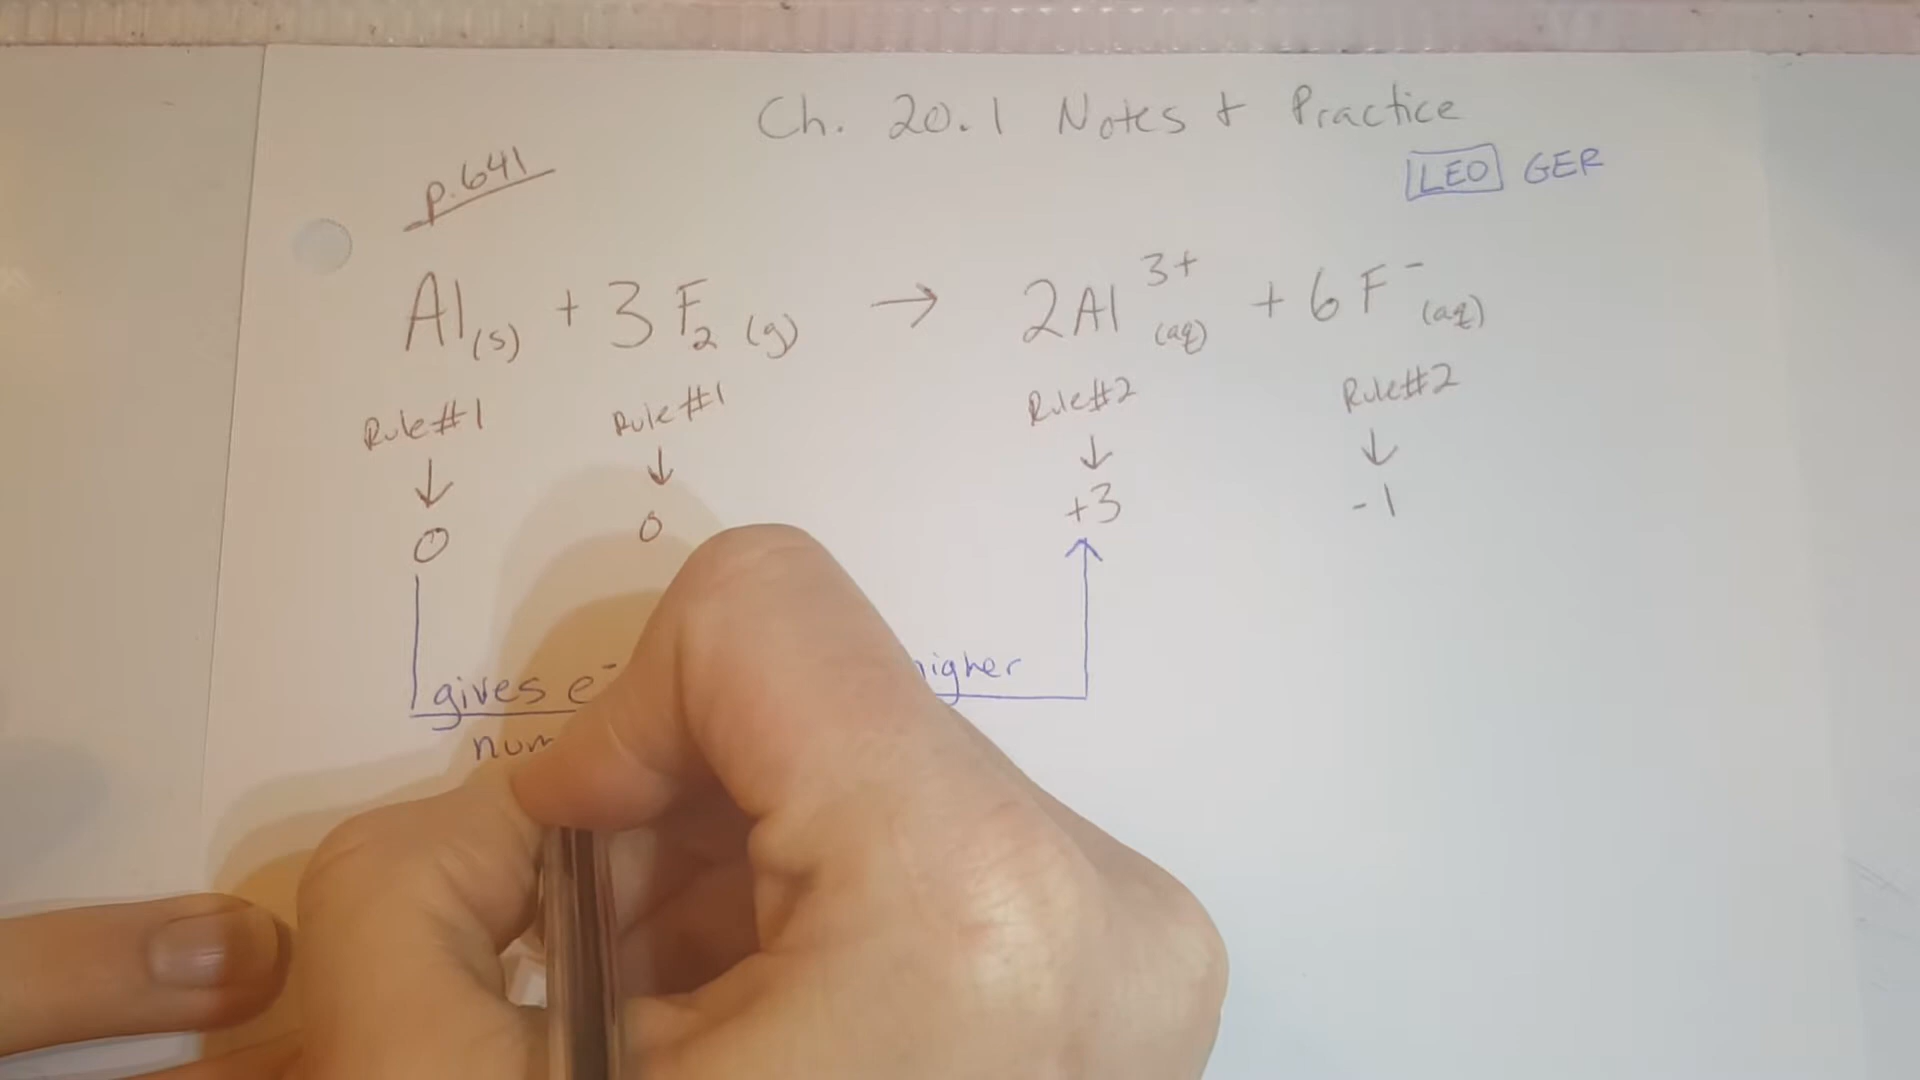 Ch. 20.1 Notes + Practice
p.641
LEO GER
Al(s) + 3F₂ (g) → 2Al³⁺(aq) + 6F⁻(aq)
Rule #1 Rule #1 Rule #2 Rule #2
↓ ↓ ↓ ↓
0 0 +3 -1
gives e⁻ higher
num